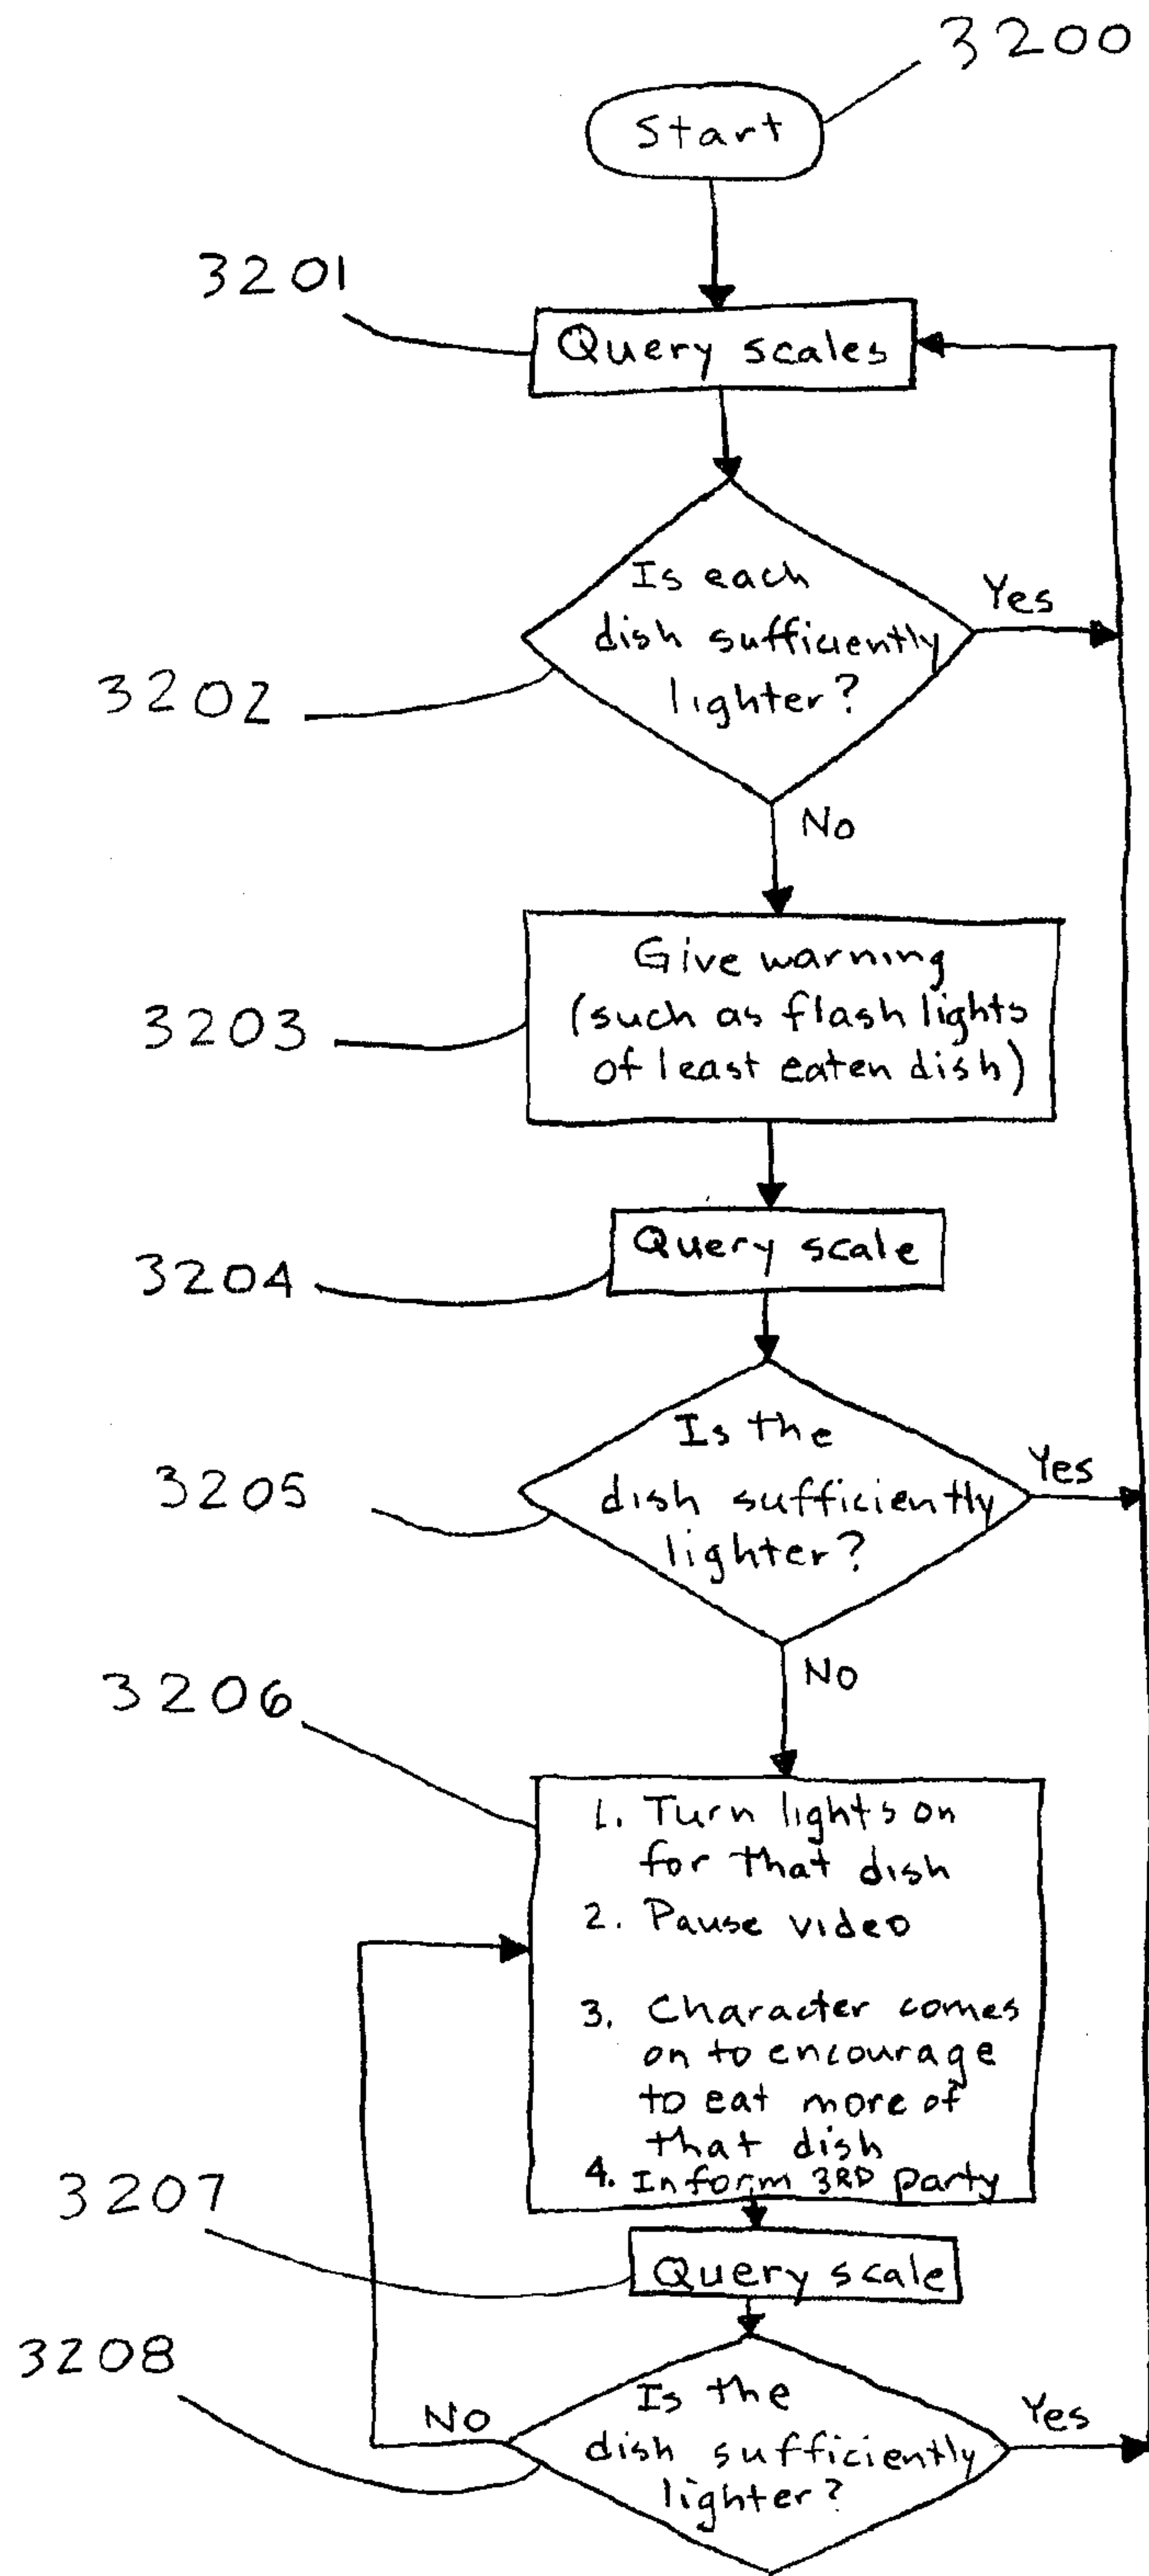 3200
Start
3201
Query scales
Is each
dish sufficiently
lighter?
Yes
3202
No
Give warning
(such as flash lights
of least eaten dish)
3203
Query scale
3204
Is the
dish sufficiently
lighter?
Yes
3205
No
3206
1. Turn lights on
for that dish
2. Pause video
3. Character comes
on to encourage
to eat more of
that dish
4. Inform 3RD party
3207
Query scale
3208
No
Is the
dish sufficiently
lighter?
Yes